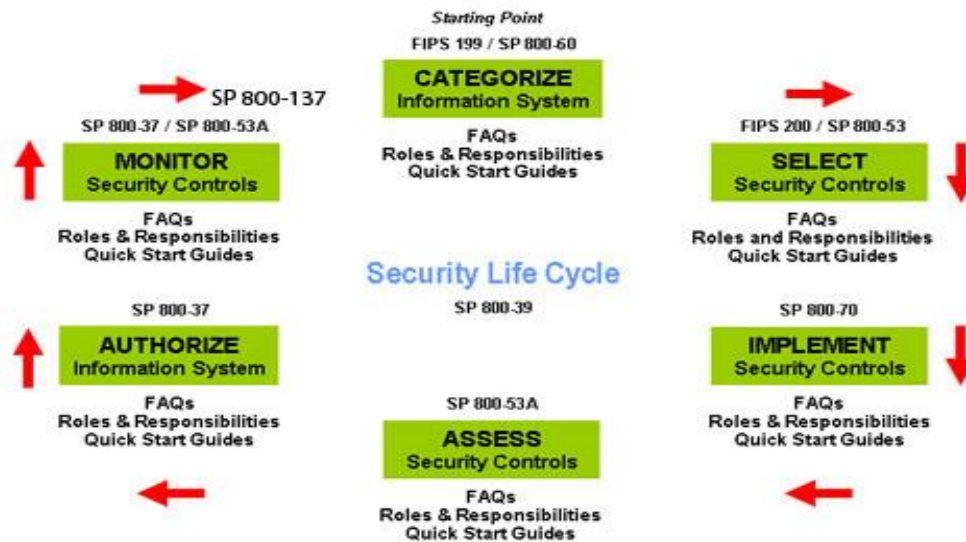 Starting Point
FIPS 199 / SP 800-60
CATEGORIZE
Information System
FAQs
Roles & Responsibilities
Quick Start Guides
SP 800-137
SP 800-37 / SP 800-53A
MONITOR
Security Controls
FAQs
Roles & Responsibilities
Quick Start Guides
FIPS 200 / SP 800-53
SELECT
Security Controls
FAQs
Roles and Responsibilities
Quick Start Guides
Security Life Cycle
SP 800-39
SP 800-37
AUTHORIZE
Information System
FAQs
Roles & Responsibilities
Quick Start Guides
SP 800-70
IMPLEMENT
Security Controls
FAQs
Roles & Responsibilities
Quick Start Guides
SP 800-53A
ASSESS
Security Controls
FAQs
Roles & Responsibilities
Quick Start Guides